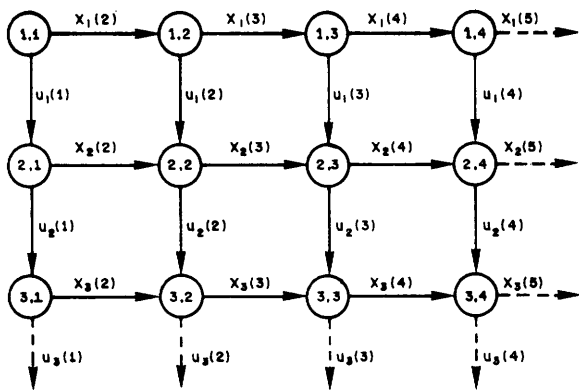 X₁(2) X₁(3) X₁(4) X₁(5)
1,1 1,2 1,3 1,4
u₁(1) u₁(2) u₁(3) u₁(4)
X₂(2) X₂(3) X₂(4) X₂(5)
2,1 2,2 2,3 2,4
u₂(1) u₂(2) u₂(3) u₂(4)
X₃(2) X₃(3) X₃(4) X₃(5)
3,1 3,2 3,3 3,4
u₃(1) u₃(2) u₃(3) u₃(4)